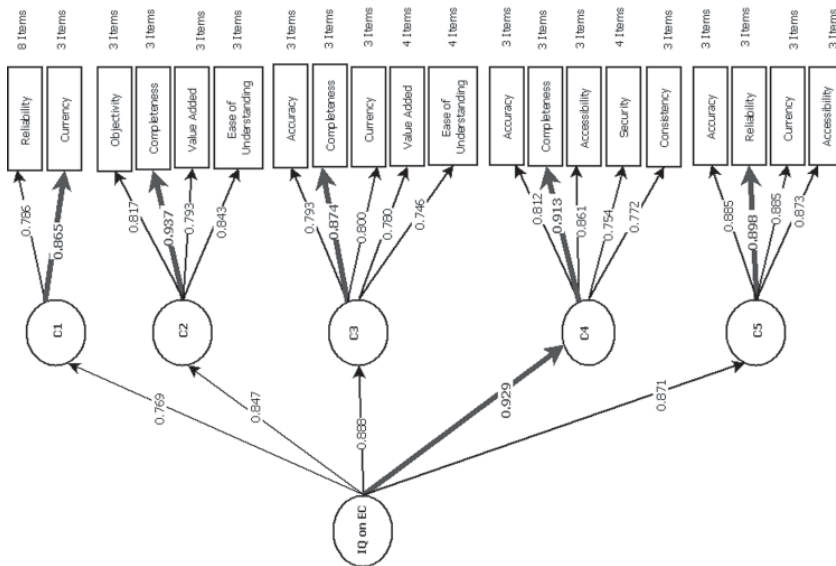 8 Items
3 Items
3 Items
3 Items
3 Items
3 Items
3 Items
3 Items
3 Items
4 Items
4 Items
3 Items
3 Items
3 Items
4 Items
3 Items
3 Items
3 Items
3 Items
3 Items
Reliability
Currency
Objectivity
Completeness
Value Added
Ease of
Understanding
Accuracy
Completeness
Currency
Value Added
Ease of
Understanding
Accuracy
Completeness
Accessibility
Security
Consistency
Accuracy
Reliability
Currency
Accessibility
0.786
0.865
0.817
0.937
0.793
0.843
0.793
0.874
0.800
0.780
0.746
0.812
0.913
0.861
0.754
0.772
0.885
0.898
0.885
0.873
C1
C2
C3
C4
C5
0.769
0.847
0.888
0.929
0.871
IQ on EC